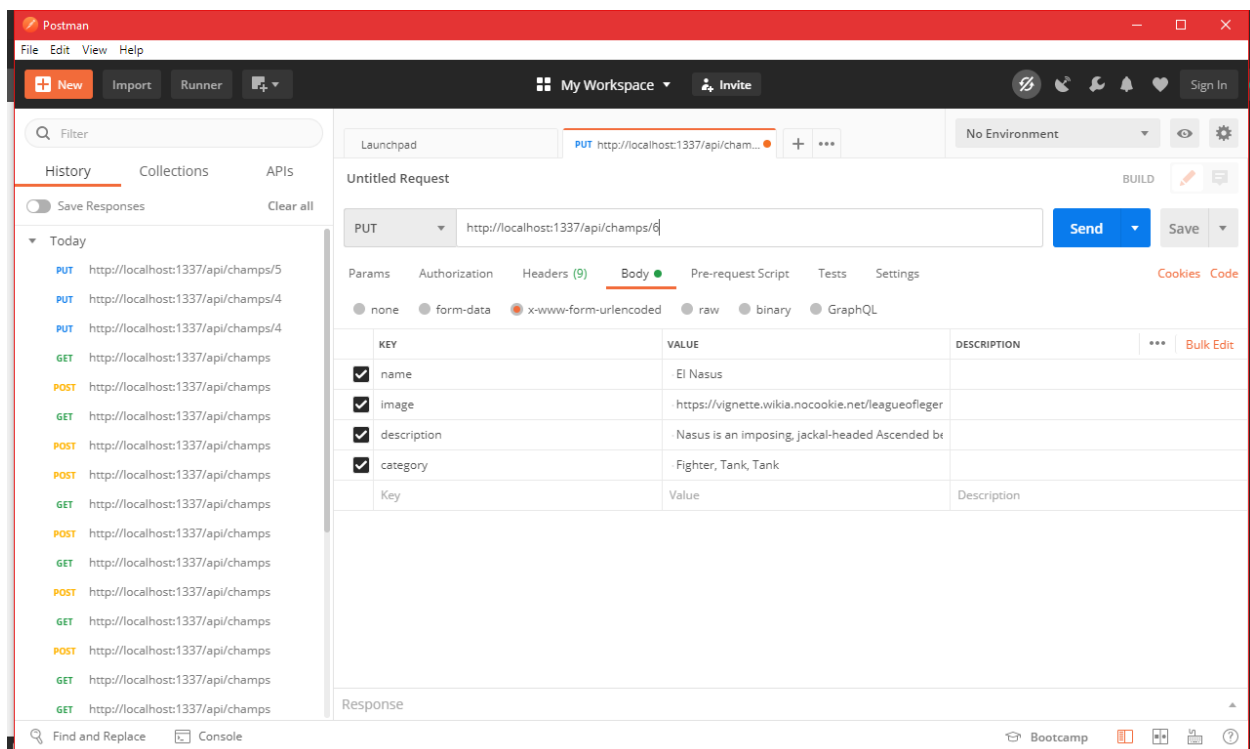 Postman
File Edit View Help
New Import Runner My Workspace Invite Sign In
Filter
History Collections APIs
Save Responses Clear all
Today
PUT http://localhost:1337/api/champs/5
PUT http://localhost:1337/api/champs/4
PUT http://localhost:1337/api/champs/4
GET http://localhost:1337/api/champs
POST http://localhost:1337/api/champs
GET http://localhost:1337/api/champs
POST http://localhost:1337/api/champs
POST http://localhost:1337/api/champs
GET http://localhost:1337/api/champs
POST http://localhost:1337/api/champs
GET http://localhost:1337/api/champs
POST http://localhost:1337/api/champs
GET http://localhost:1337/api/champs
POST http://localhost:1337/api/champs
GET http://localhost:1337/api/champs
GET http://localhost:1337/api/champs
Launchpad PUT http://localhost:1337/api/cham... No Environment
Untitled Request BUILD
PUT http://localhost:1337/api/champs/6 Send Save
Params Authorization Headers (9) Body Pre-request Script Tests Settings Cookies Code
none form-data x-www-form-urlencoded raw binary GraphQL
KEY VALUE DESCRIPTION Bulk Edit
name El Nasus
image https://vignette.wikia.nocookie.net/leagueofleger
description Nasus is an imposing, jackal-headed Ascended be
category Fighter, Tank, Tank
Key Value Description
Response
Find and Replace Console Bootcamp